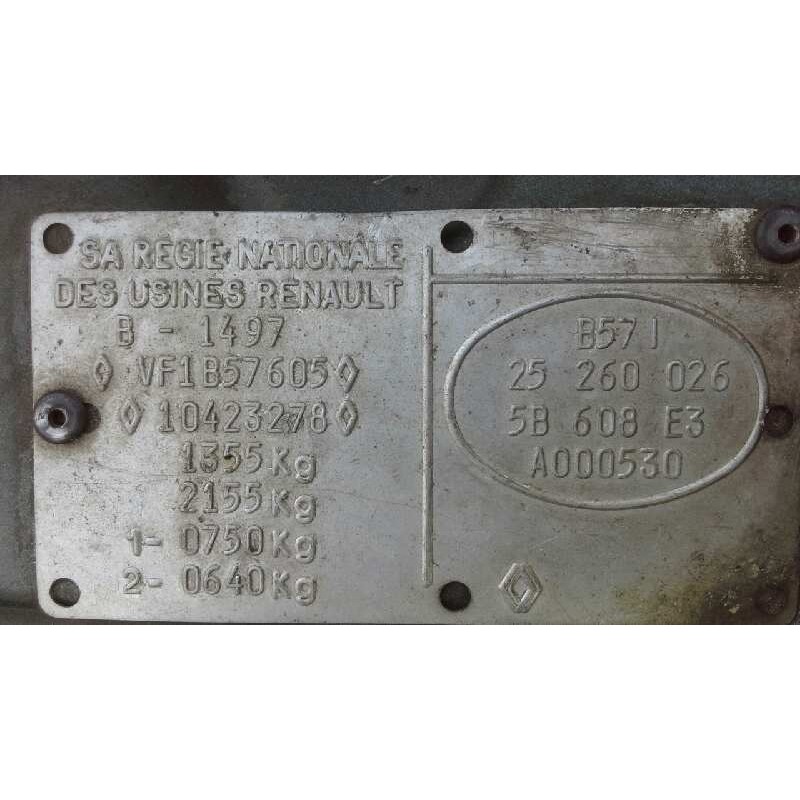 SA REGIE NATIONALE
DES USINES RENAULT
B - 1497
◊ VF1B57605 ◊
◊ 10423278 ◊
1355Kg
2155Kg
1- 0750Kg
2- 0640Kg
B57 I
25 260 026
5B 608 E3
A000530